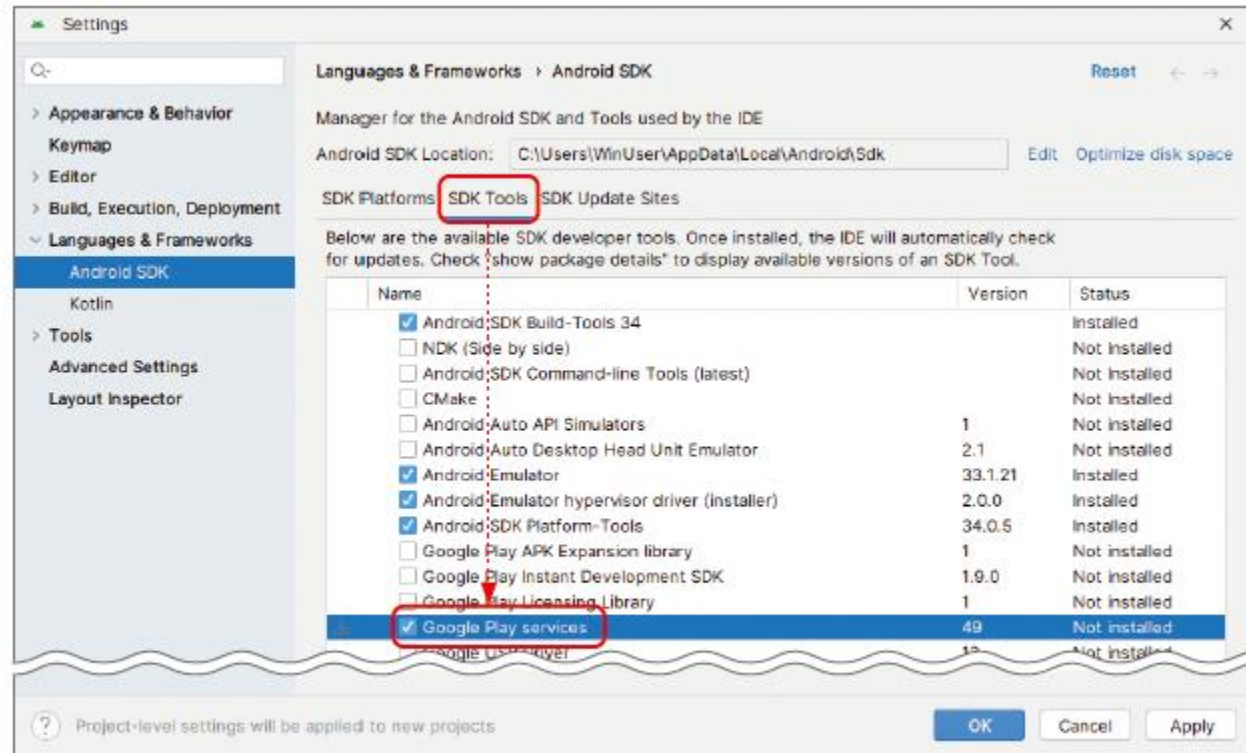 Settings
Languages & Frameworks › Android SDK Reset
Appearance & Behavior
Keymap
Editor
Build, Execution, Deployment
Languages & Frameworks
Android SDK
Kotlin
Tools
Advanced Settings
Layout Inspector
Manager for the Android SDK and Tools used by the IDE
Android SDK Location: C:\Users\WinUser\AppData\Local\Android\Sdk Edit Optimize disk space
SDK Platforms SDK Tools SDK Update Sites
Below are the available SDK developer tools. Once installed, the IDE will automatically check
for updates. Check "show package details" to display available versions of an SDK Tool.
Name Version Status
Android SDK Build-Tools 34 Installed
NDK (Side by side) Not Installed
Android SDK Command-line Tools (latest) Not Installed
CMake Not Installed
Android Auto API Simulators 1 Not installed
Android Auto Desktop Head Unit Emulator 2.1 Not installed
Android Emulator 33.1.21 Installed
Android Emulator hypervisor driver (installer) 2.0.0 Installed
Android SDK Platform-Tools 34.0.5 Installed
Google Play APK Expansion library 1 Not installed
Google Play Instant Development SDK 1.9.0 Not installed
Google Play Licensing Library 1 Not installed
Google Play services 49 Not installed
Google USB Not installed
? Project-level settings will be applied to new projects OK Cancel Apply